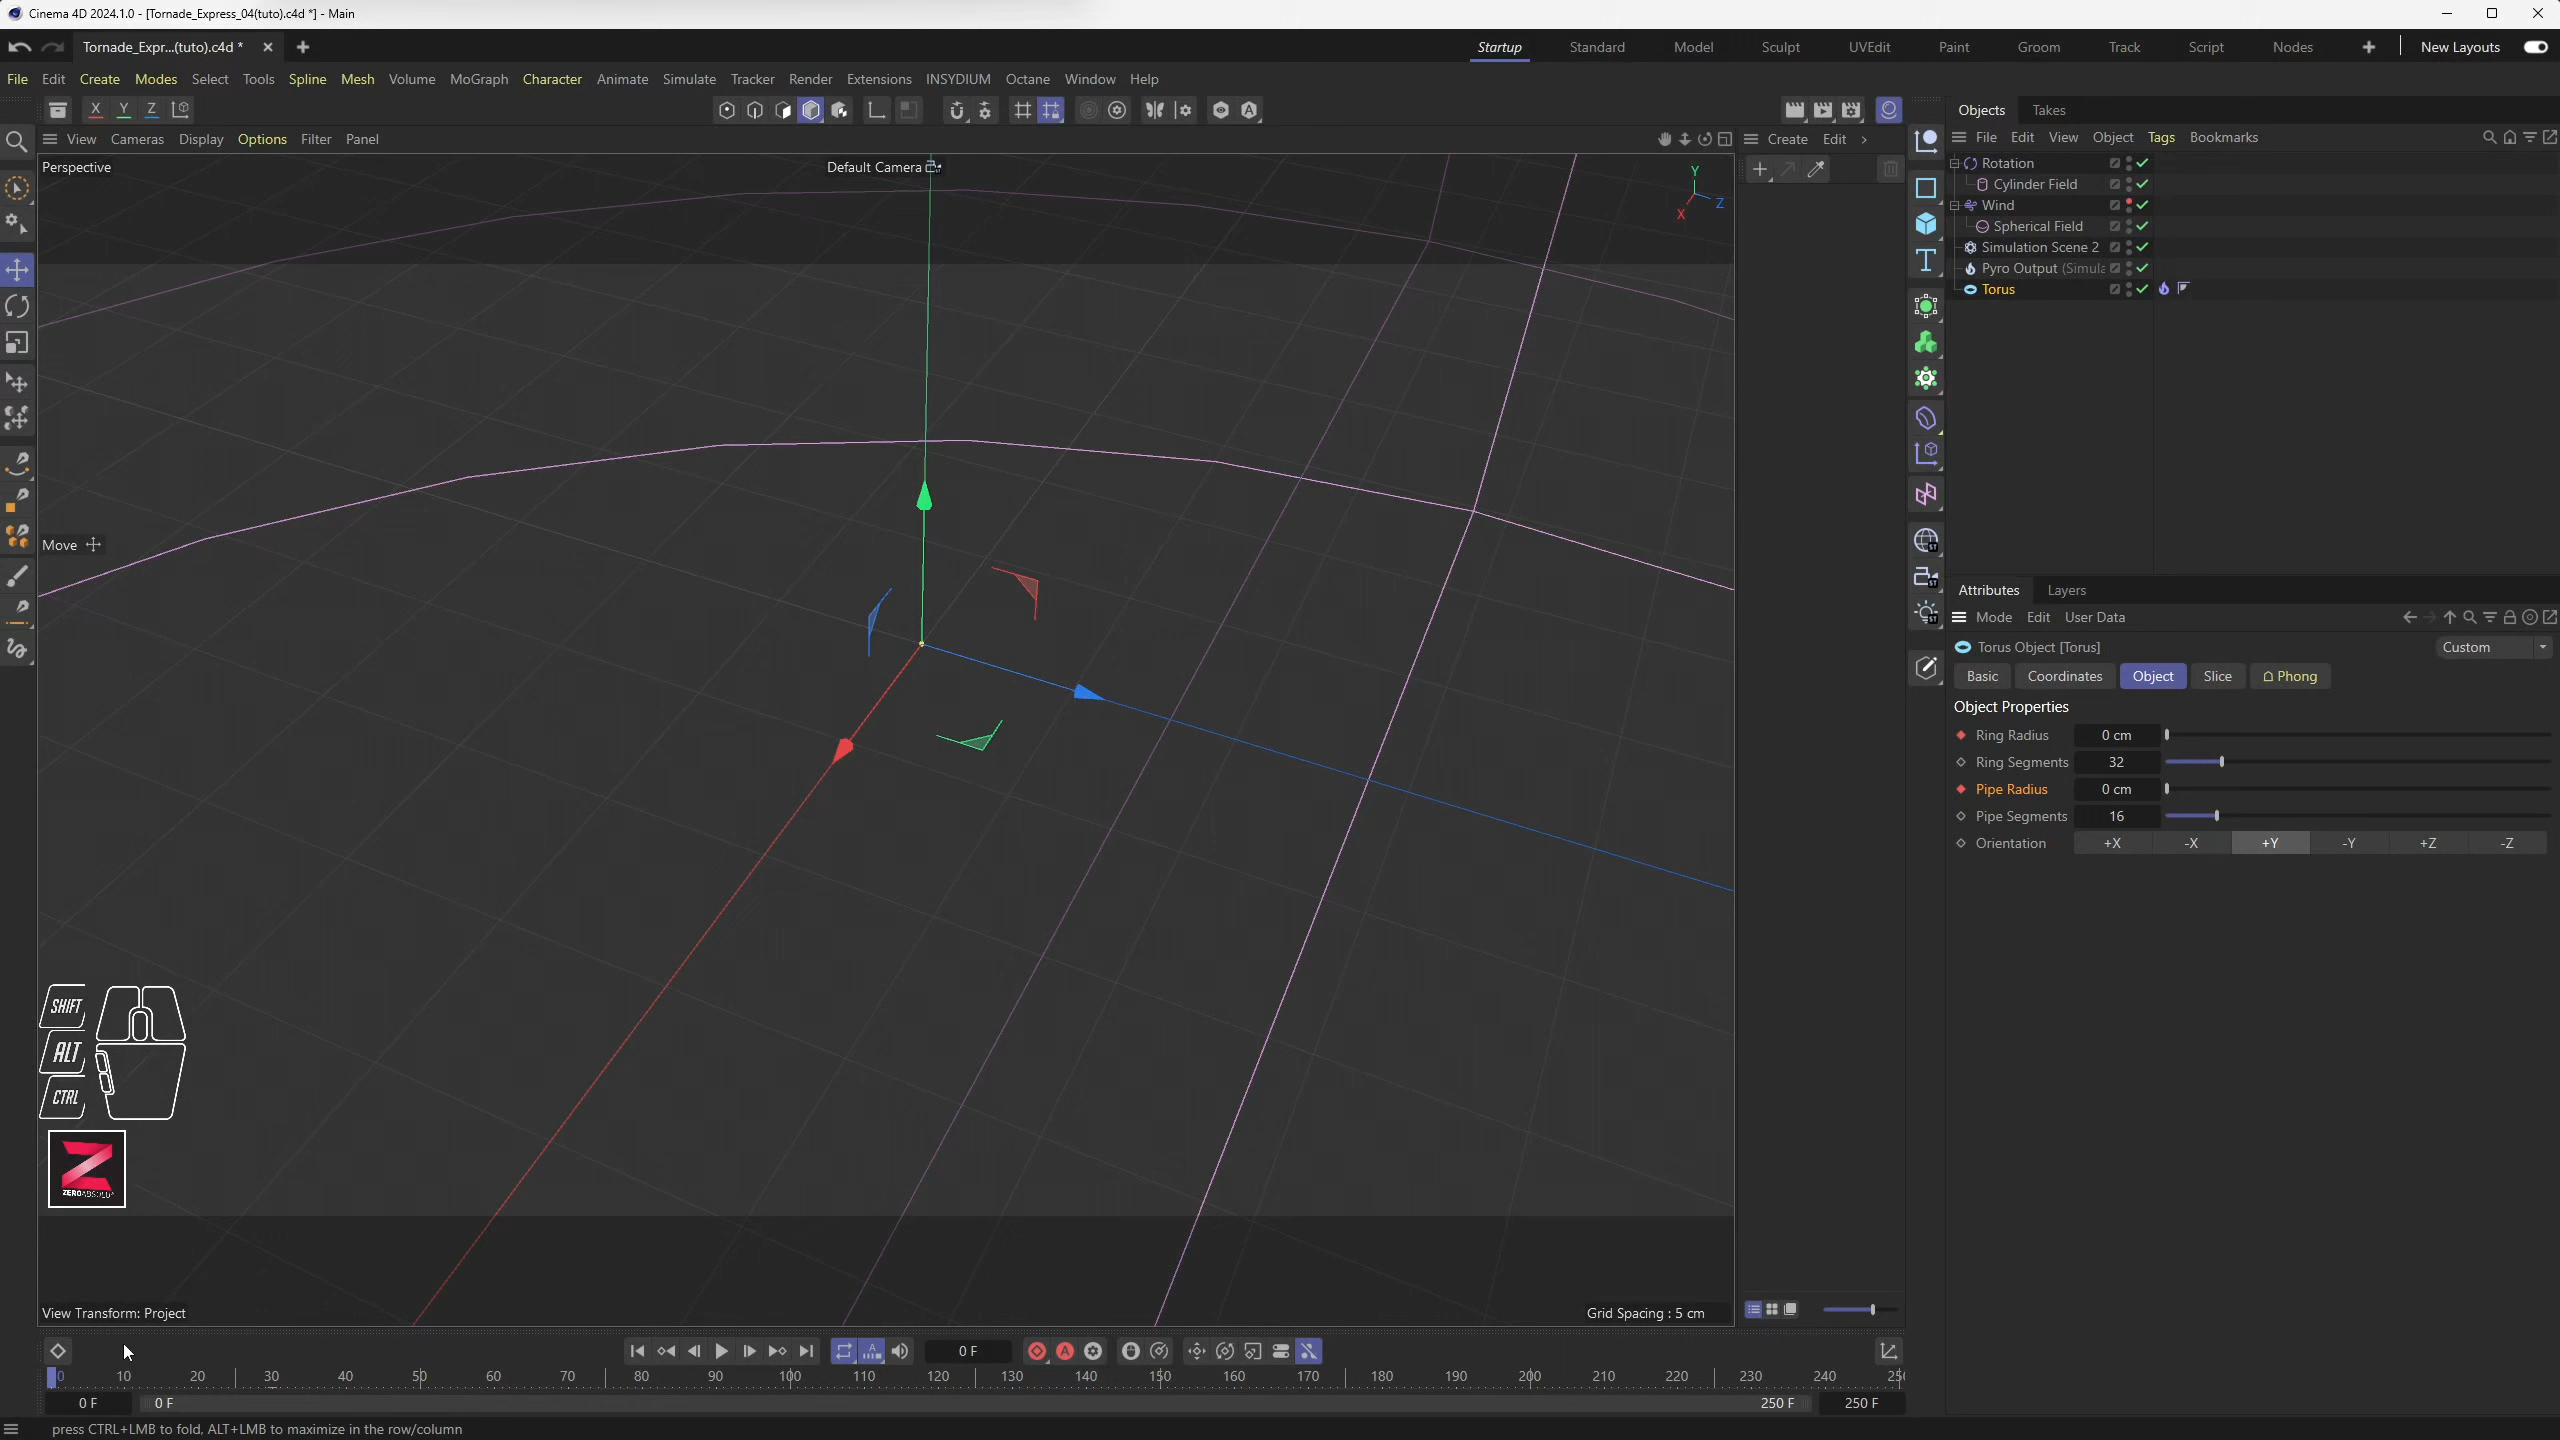 Cinema 4D 2024.1.0 - [Tornade_Express_04(tuto).c4d *] - Main
Tornade_Expr...(tuto).c4d *
Startup Standard Model Sculpt UVEdit Paint Groom Track Script Nodes New Layouts
File Edit Create Modes Select Tools Spline Mesh Volume MoGraph Character Animate Simulate Tracker Render Extensions INSYDIUM Octane Window Help
X Y Z
Objects Takes
View Cameras Display Options Filter Panel
Create Edit
File Edit View Object Tags Bookmarks
Perspective
Default Camera
Y
Z
X
Rotation
Cylinder Field
Wind
Spherical Field
Simulation Scene 2
Pyro Output (Simula
Torus
Move
Attributes Layers
Mode Edit User Data
Torus Object [Torus]
Custom
Basic Coordinates Object Slice Phong
Object Properties
Ring Radius 0 cm
Ring Segments 32
Pipe Radius 0 cm
Pipe Segments 16
Orientation +X -X +Y -Y +Z -Z
SHIFT
ALT
CTRL
ZEROABSOLU
View Transform: Project
Grid Spacing : 5 cm
0 F
0 10 20 30 40 50 60 70 80 90 100 110 120 130 140 150 160 170 180 190 200 210 220 230 240 25
0 F 0 F 250 F 250 F
press CTRL+LMB to fold, ALT+LMB to maximize in the row/column